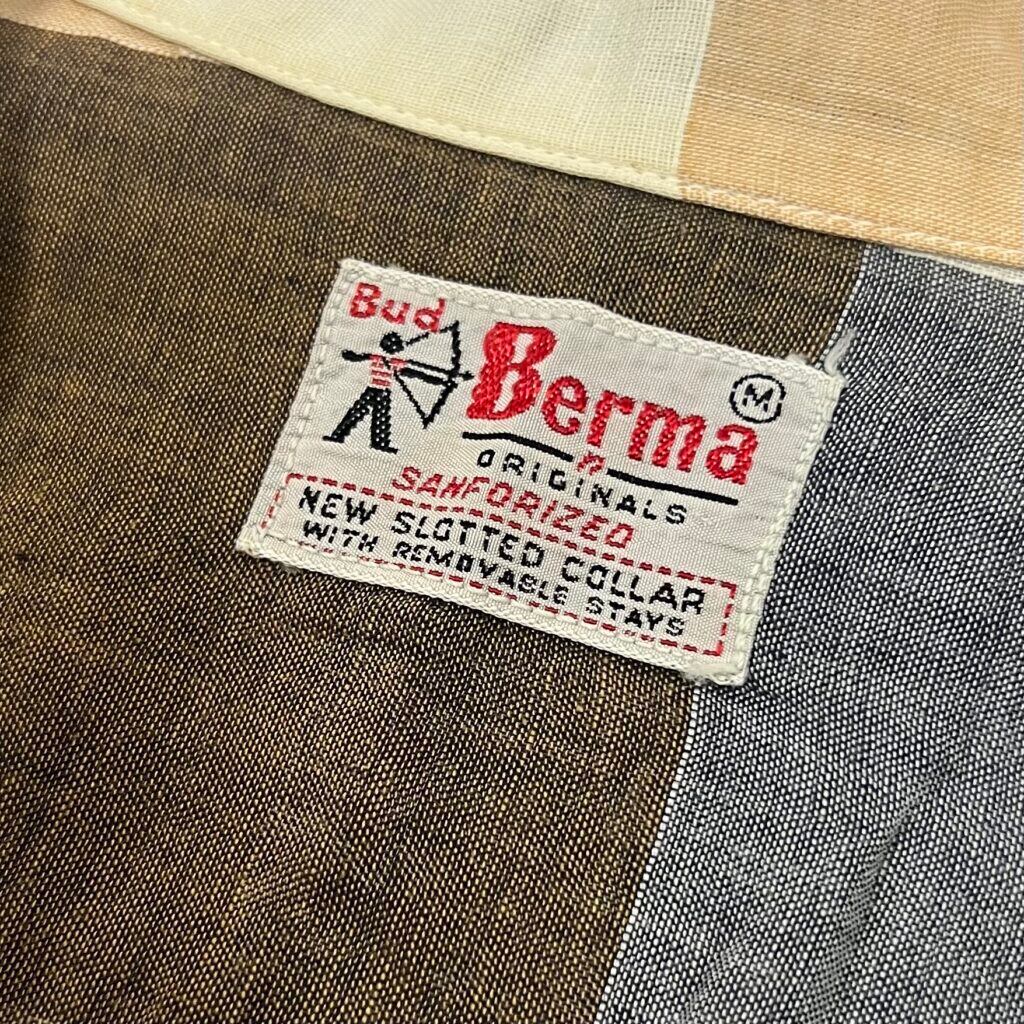 Bud
Berma
M
ORIGINALS
SANFORIZED
NEW SLOTTED COLLAR
WITH REMOVABLE STAYS